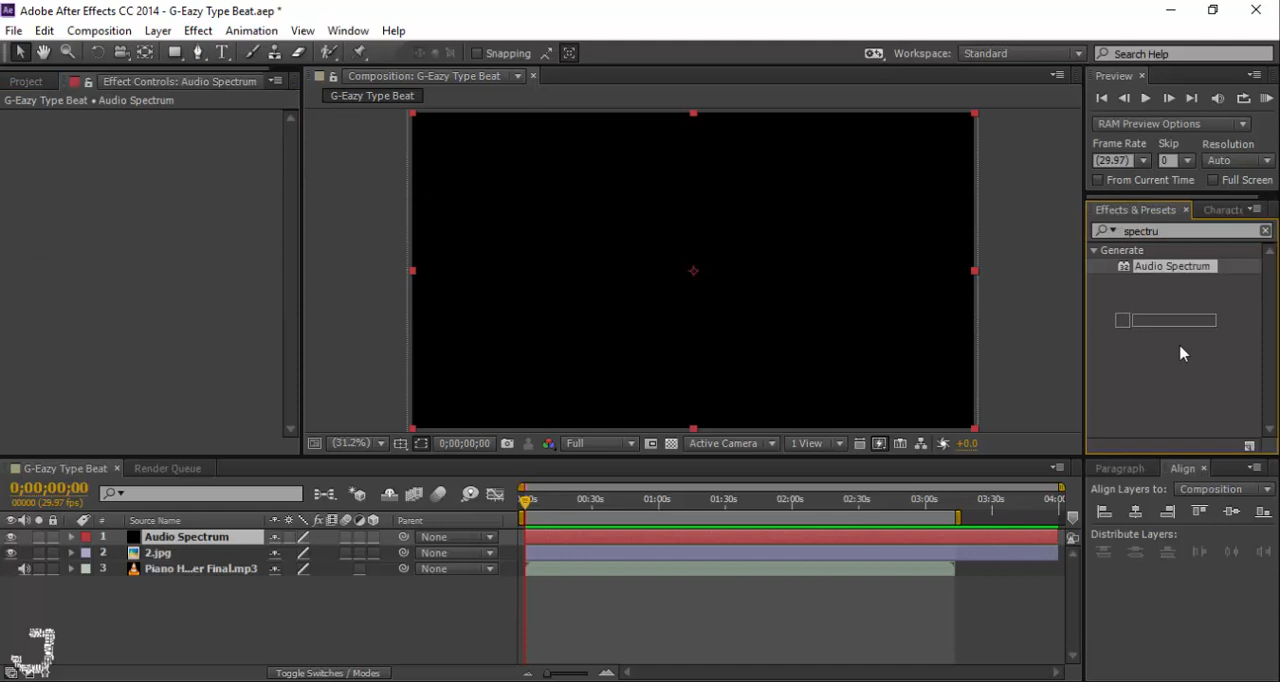 Adobe After Effects CC 2014 - G-Eazy Type Beat.aep *
File Edit Composition Layer Effect Animation View Window Help
Snapping
Workspace: Standard
Search Help
Project
Effect Controls: Audio Spectrum
Composition: G-Eazy Type Beat
Preview
G-Eazy Type Beat • Audio Spectrum
G-Eazy Type Beat
RAM Preview Options
Frame Rate Skip Resolution
(29.97) 0 Auto
From Current Time Full Screen
Effects & Presets
Characte
spectru
Generate
Audio Spectrum
(31.2%) 0;00;00;00 Full Active Camera 1 View +0.0
G-Eazy Type Beat
Render Queue
Paragraph
Align
0;00;00;00
00000 (29.97 fps)
00:30s 01:00s 01:30s 02:00s 02:30s 03:00s 03:30s 04:0
Align Layers to: Composition
# Source Name Parent
1 Audio Spectrum None
2 2.jpg None
3 Piano H...er Final.mp3 None
Distribute Layers:
Toggle Switches / Modes